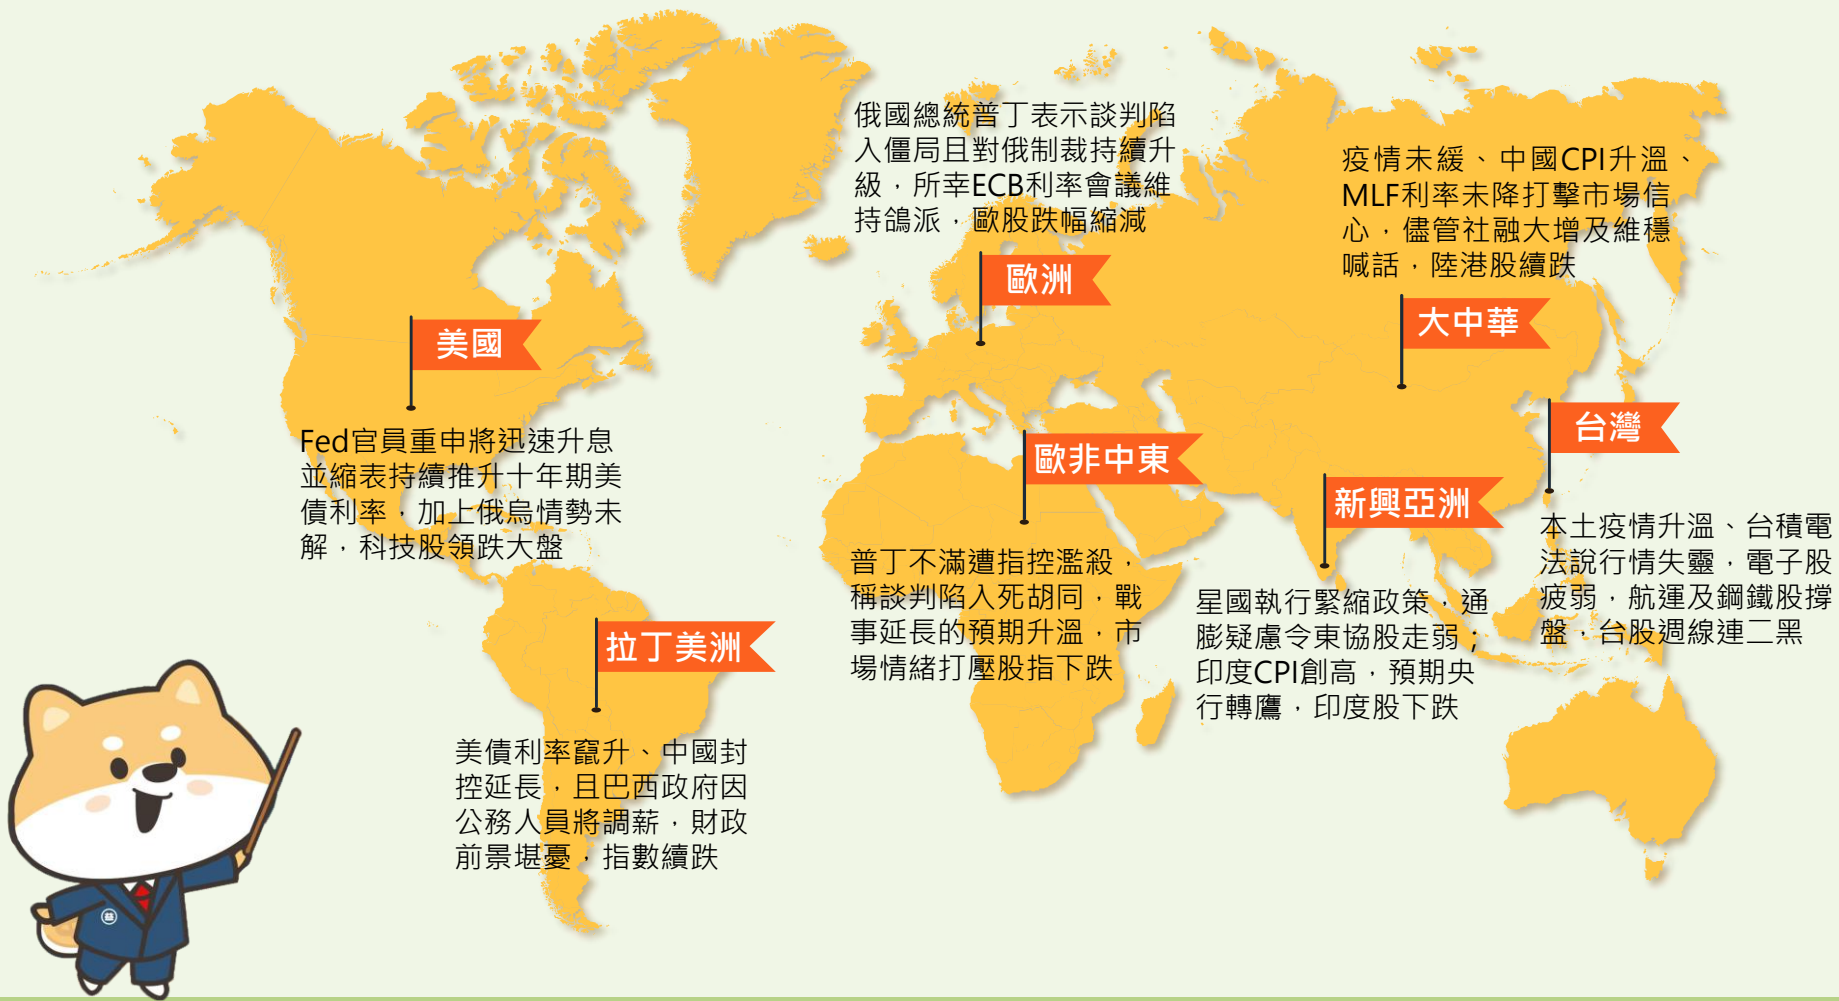 美國
Fed官員重申將迅速升息
並縮表持續推升十年期美
債利率，加上俄烏情勢未
解，科技股領跌大盤
拉丁美洲
美債利率竄升、中國封
控延長，且巴西政府因
公務人員將調薪，財政
前景堪憂，指數續跌
俄國總統普丁表示談判陷
入僵局且對俄制裁持續升
級，所幸ECB利率會議維
持鴿派，歐股跌幅縮減
歐洲
歐非中東
普丁不滿遭指控濫殺，
稱談判陷入死胡同，戰
事延長的預期升溫，市
場情緒打壓股指下跌
疫情未緩、中國CPI升溫、
MLF利率未降打擊市場信
心，儘管社融大增及維穩
喊話，陸港股續跌
大中華
新興亞洲
星國執行緊縮政策，通
膨疑慮令東協股走弱；
印度CPI創高，預期央
行轉鷹，印度股下跌
台灣
本土疫情升溫、台積電
法說行情失靈，電子股
疲弱，航運及鋼鐵股撐
盤，台股週線連二黑